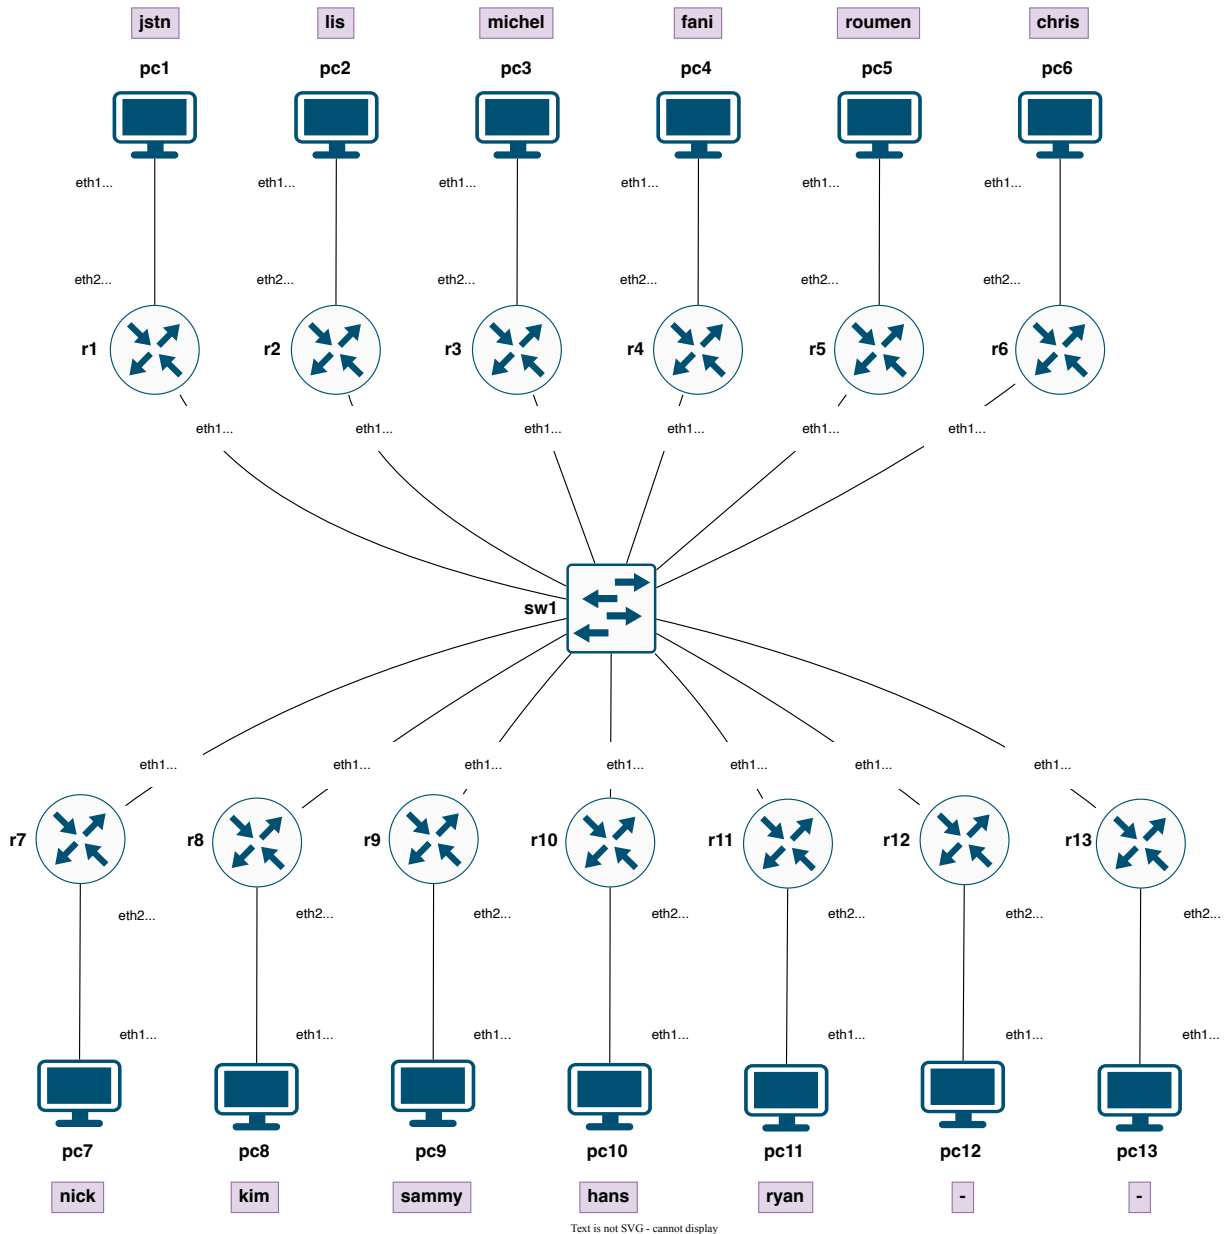 jstn lis michel fani roumen chris
pc1 pc2 pc3 pc4 pc5 pc6
eth1... eth1... eth1... eth1... eth1... eth1...
eth2... eth2... eth2... eth2... eth2... eth2...
r1 r2 r3 r4 r5 r6
eth1... eth1... eth1... eth1... eth1... eth1...
sw1
eth1... eth1... eth1... eth1... eth1... eth1... eth1...
r7 r8 r9 r10 r11 r12 r13
eth2... eth2... eth2... eth2... eth2... eth2... eth2...
eth1... eth1... eth1... eth1... eth1... eth1... eth1...
pc7 pc8 pc9 pc10 pc11 pc12 pc13
nick kim sammy hans ryan - -
Text is not SVG - cannot display